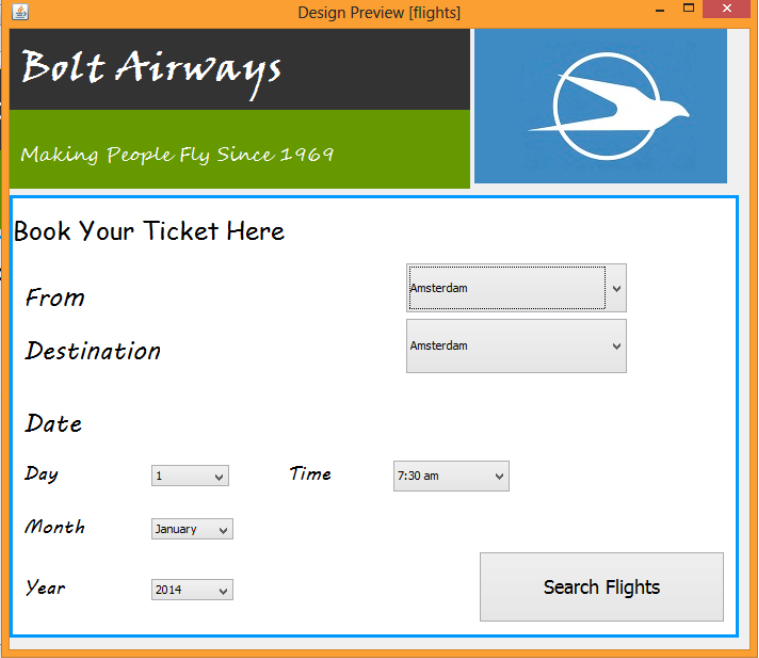 Design Preview [flights]
Bolt Airways
Making People Fly Since 1969
Book Your Ticket Here
From Amsterdam
Destination Amsterdam
Date
Day 1 Time 7:30 am
Month January
Year 2014 Search Flights